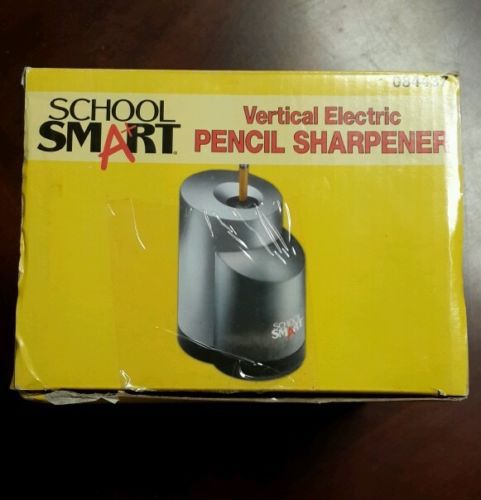 SCHOOL
SMART
Vertical Electric
PENCIL SHARPENER
SCHOOL
SMART